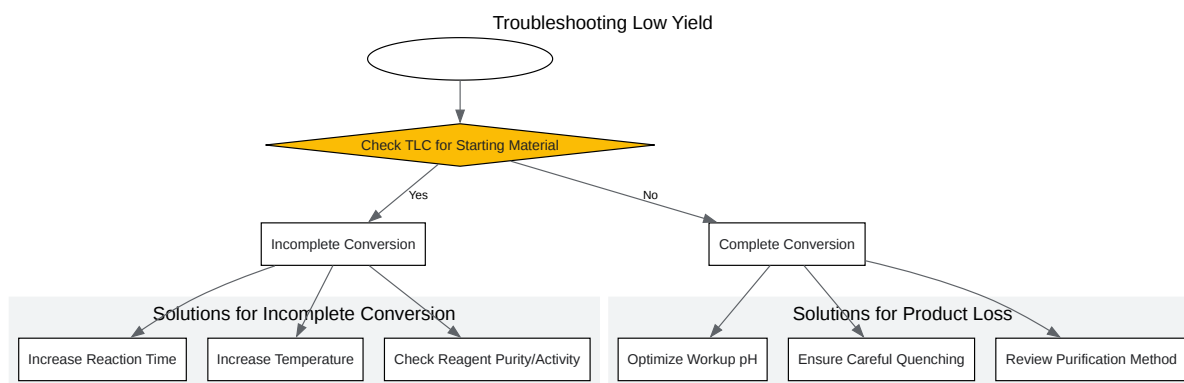 Troubleshooting Low Yield
Check TLC for Starting Material
Yes
No
Incomplete Conversion
Complete Conversion
Solutions for Incomplete Conversion
Solutions for Product Loss
Increase Reaction Time
Increase Temperature
Check Reagent Purity/Activity
Optimize Workup pH
Ensure Careful Quenching
Review Purification Method